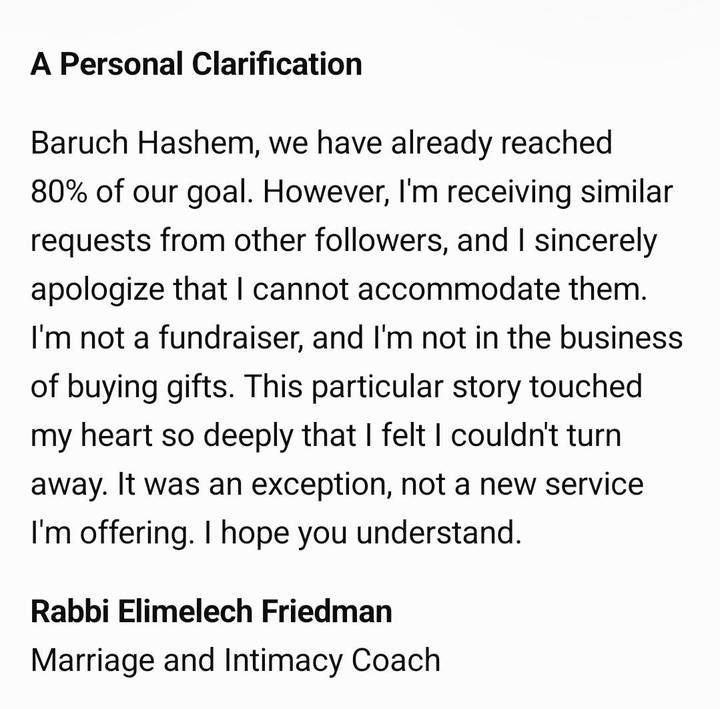 A Personal Clarification
Baruch Hashem, we have already reached
80% of our goal. However, I'm receiving similar
requests from other followers, and I sincerely
apologize that I cannot accommodate them.
I'm not a fundraiser, and I'm not in the business
of buying gifts. This particular story touched
my heart so deeply that I felt I couldn't turn
away. It was an exception, not a new service
I'm offering. I hope you understand.
Rabbi Elimelech Friedman
Marriage and Intimacy Coach